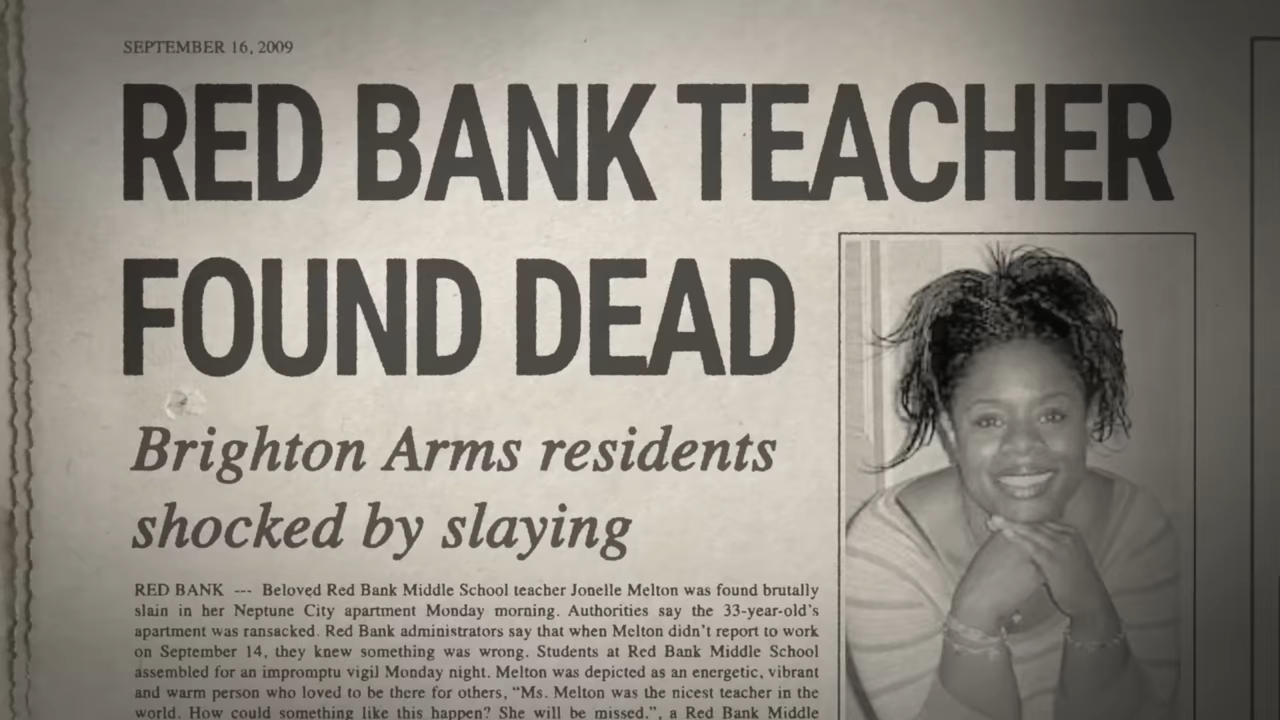 SEPTEMBER 16, 2009
RED BANK TEACHER
FOUND DEAD
Brighton Arms residents
shocked by slaying
RED BANK --- Beloved Red Bank Middle School teacher Jonelle Melton was found brutally
slain in her Neptune City apartment Monday morning. Authorities say the 33-year-old's
apartment was ransacked. Red Bank administrators say that when Melton didn't report to work
on September 14, they knew something was wrong. Students at Red Bank Middle School
assembled for an impromptu vigil Monday night. Melton was depicted as an energetic, vibrant
and warm person who loved to be there for others, “Ms. Melton was the nicest teacher in the
world. How could something like this happen? She will be missed.”, a Red Bank Middle